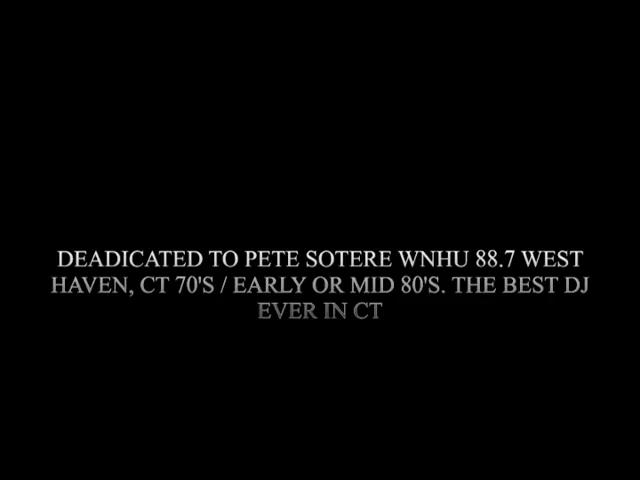 DEADICATED TO PETE SOTERE WNHU 88.7 WEST
HAVEN, CT 70'S / EARLY OR MID 80'S. THE BEST DJ
EVER IN CT